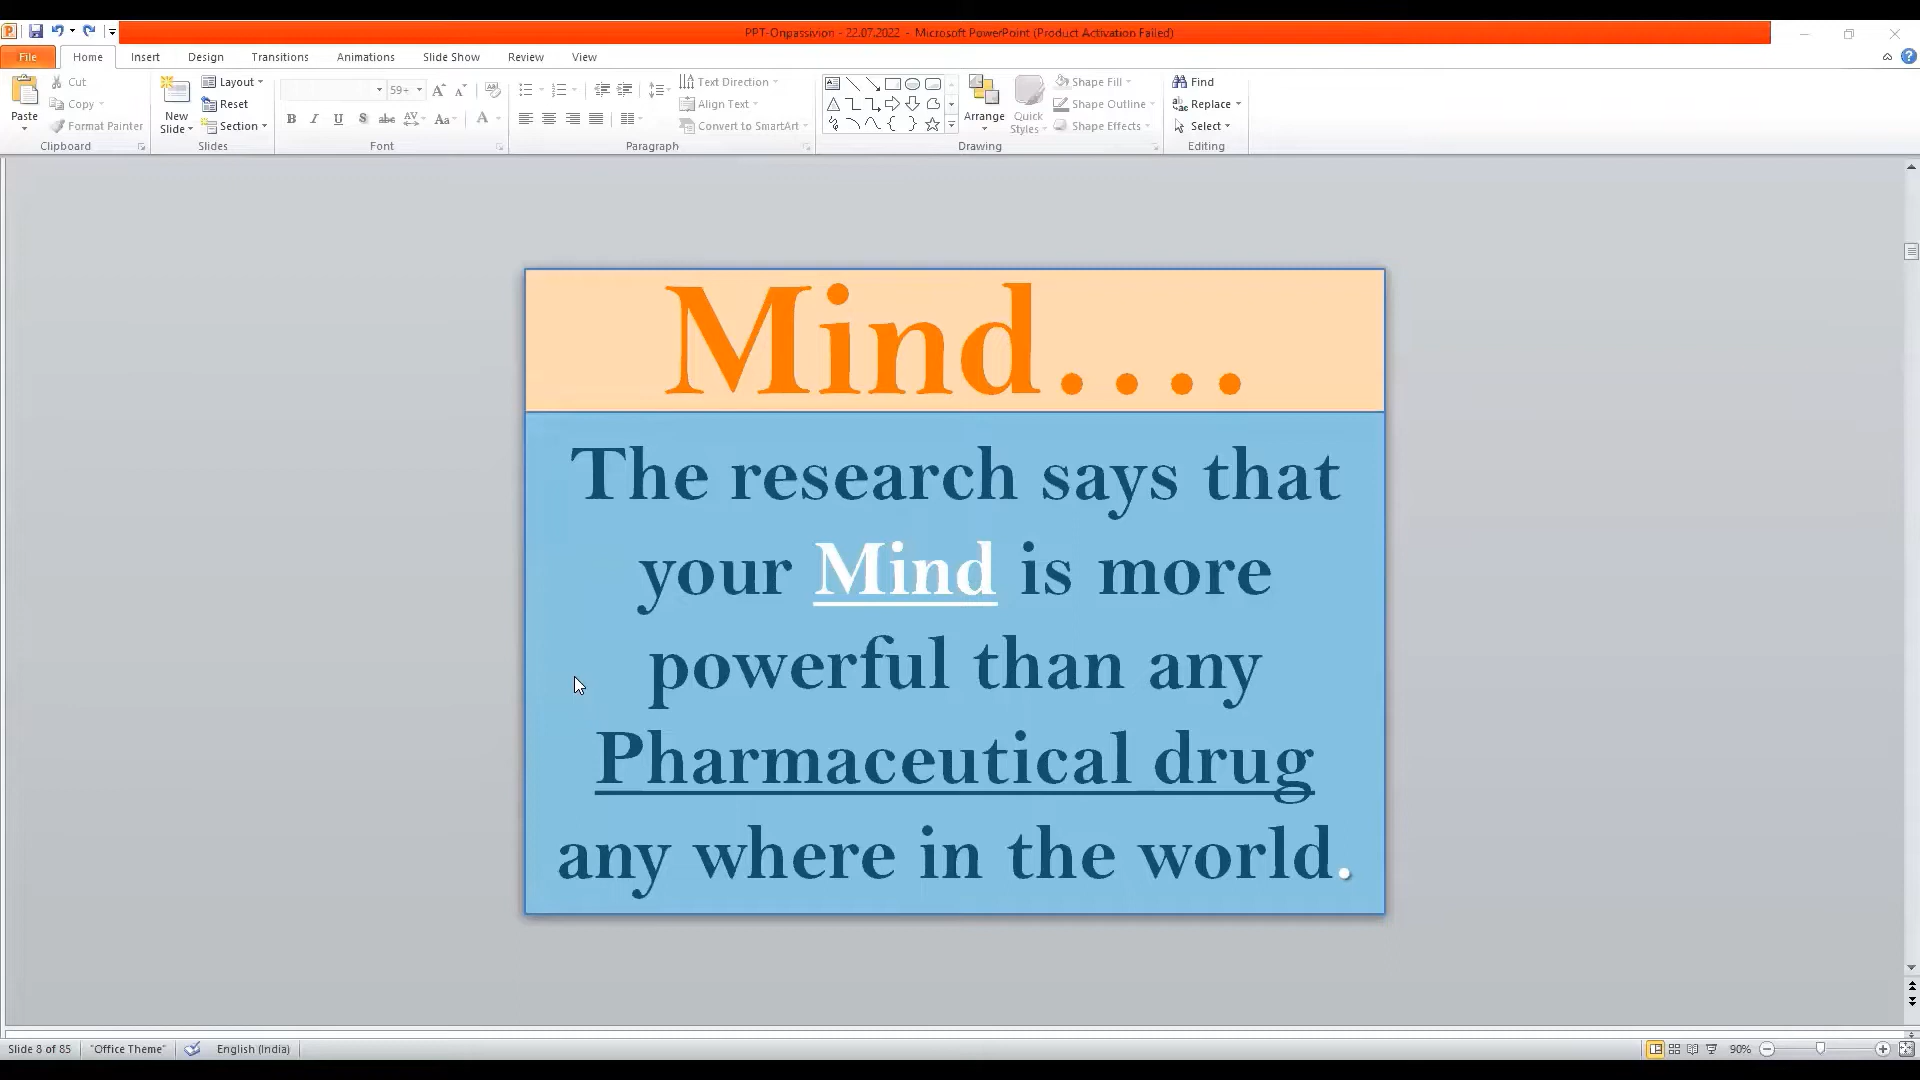 PPT-Onpassivion - 22.07.2022 - Microsoft PowerPoint (Product Activation Failed)
File Home Insert Design Transitions Animations Slide Show Review View
Paste
Cut
Copy
Format Painter
Clipboard
New Slide
Layout
Reset
Section
Slides
59+
B I U S abc AV Aa A
Font
Text Direction
Align Text
Convert to SmartArt
Paragraph
Arrange
Quick Styles
Shape Fill
Shape Outline
Shape Effects
Drawing
Find
Replace
Select
Editing
Mind....
The research says that
your Mind is more
powerful than any
Pharmaceutical drug
any where in the world.
Slide 8 of 85 "Office Theme" English (India) 90%